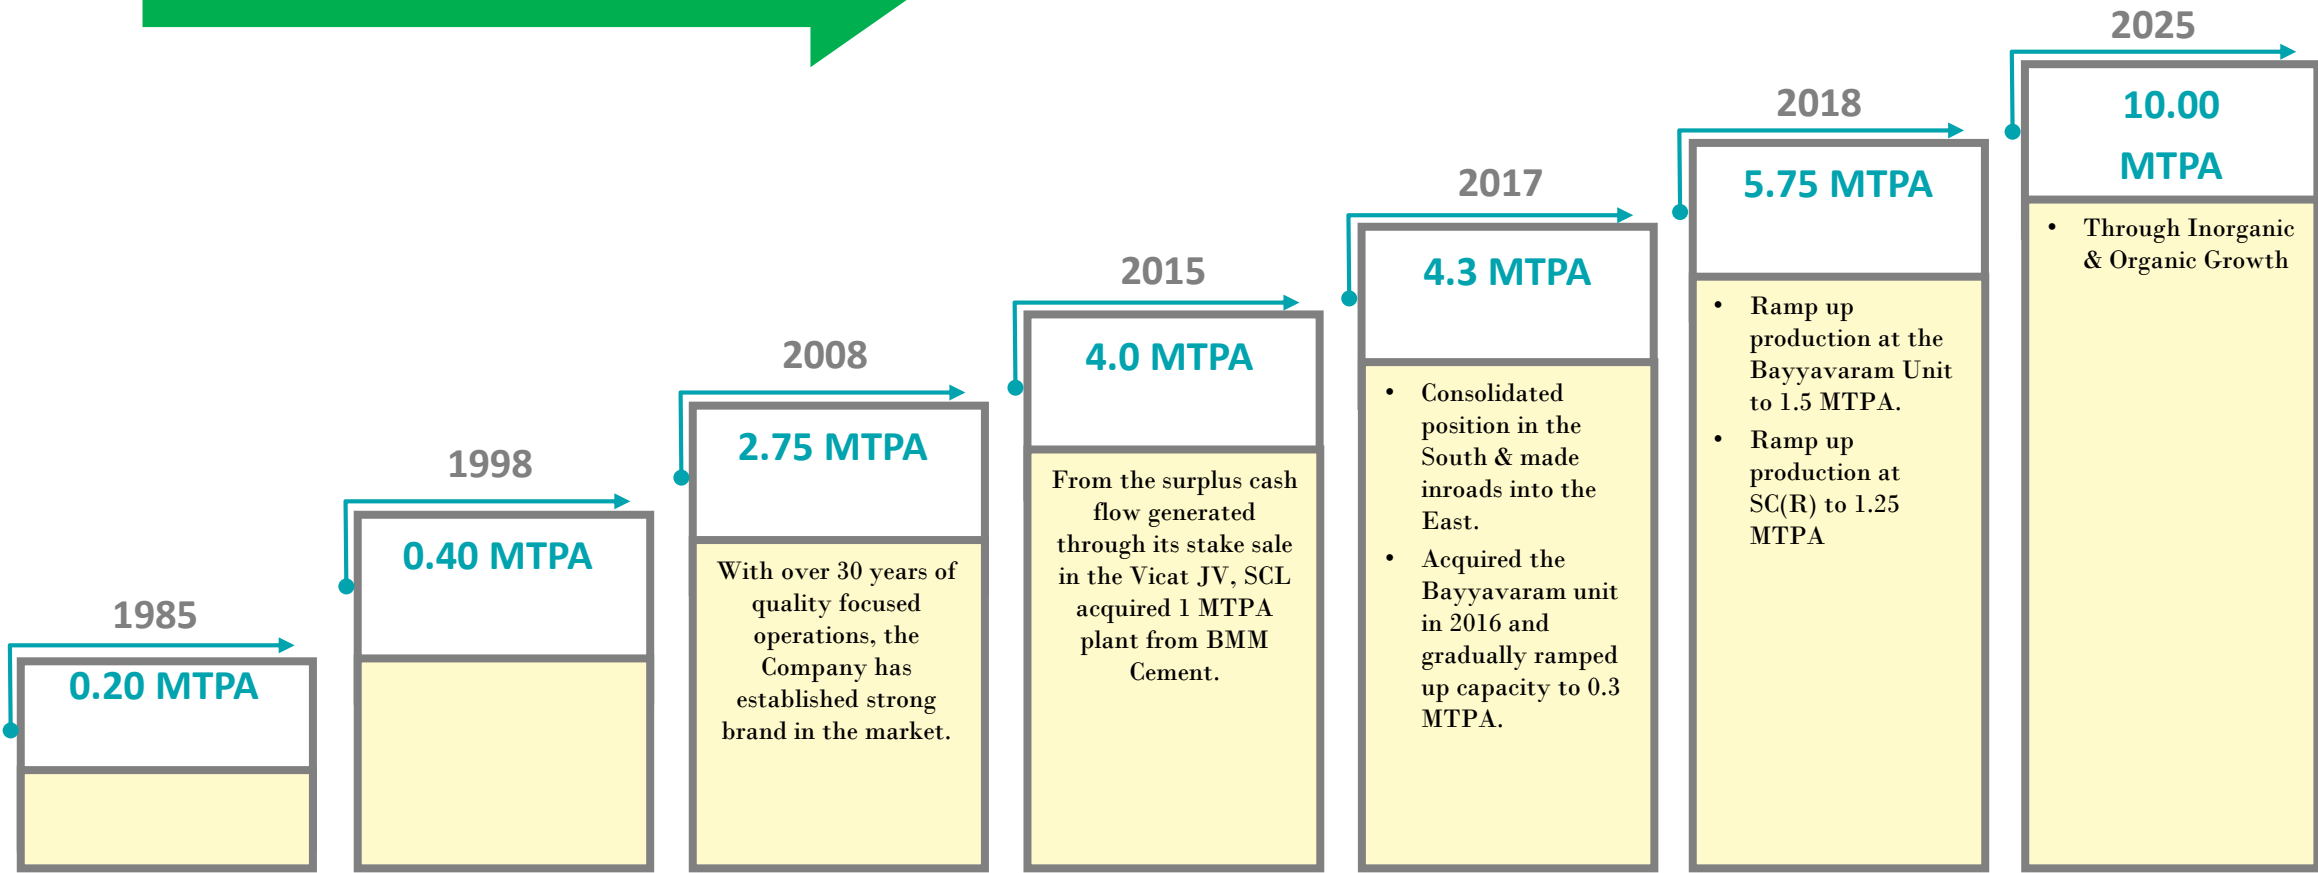 1985
0.20 MTPA
1998
0.40 MTPA
2008
2.75 MTPA
With over 30 years of
quality focused
operations, the
Company has
established strong
brand in the market.
2015
4.0 MTPA
From the surplus cash
flow generated
through its stake sale
in the Vicat JV, SCL
acquired 1 MTPA
plant from BMM
Cement.
2017
4.3 MTPA
• Consolidated
position in the
South & made
inroads into the
East.
• Acquired the
Bayyavaram unit
in 2016 and
gradually ramped
up capacity to 0.3
MTPA.
2018
5.75 MTPA
• Ramp up
production at the
Bayyavaram Unit
to 1.5 MTPA.
• Ramp up
production at
SC(R) to 1.25
MTPA
2025
10.00
MTPA
• Through Inorganic
& Organic Growth